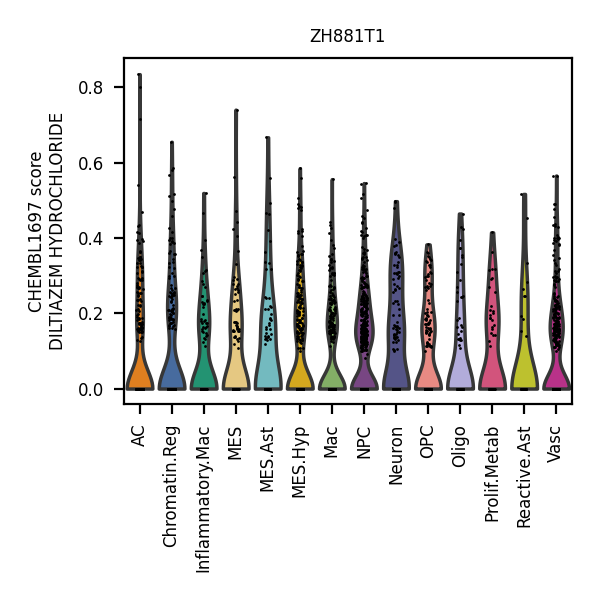 ZH881T1
CHEMBL1697 score
DILTIAZEM HYDROCHLORIDE
0.8
0.6
0.4
0.2
0.0
AC
Chromatin.Reg
Inflammatory.Mac
MES
MES.Ast
MES.Hyp
Mac
NPC
Neuron
OPC
Oligo
Prolif.Metab
Reactive.Ast
Vasc